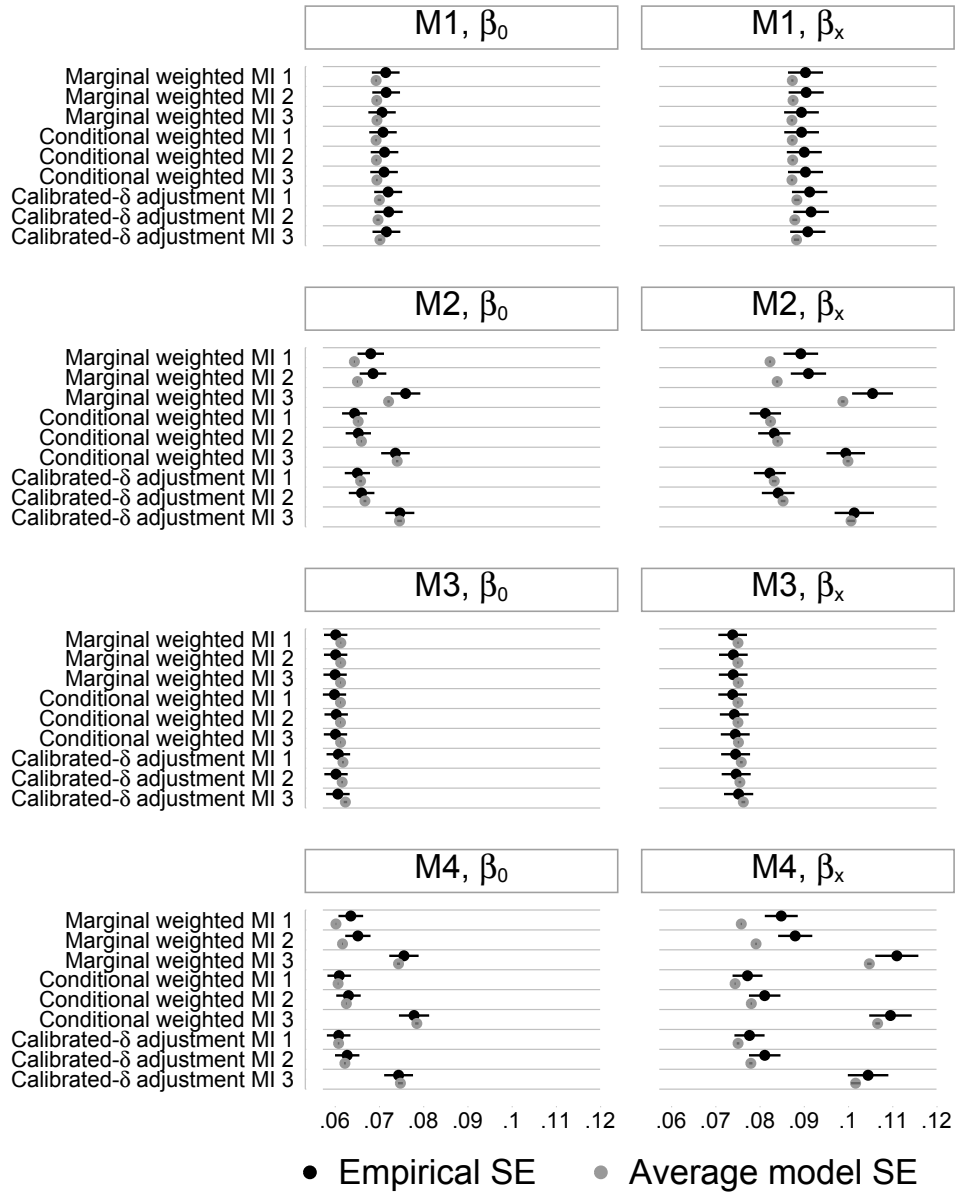 M1, β0 M1, βx
Marginal weighted MI 1
Marginal weighted MI 2
Marginal weighted MI 3
Conditional weighted MI 1
Conditional weighted MI 2
Conditional weighted MI 3
Calibrated-δ adjustment MI 1
Calibrated-δ adjustment MI 2
Calibrated-δ adjustment MI 3
M2, β0 M2, βx
Marginal weighted MI 1
Marginal weighted MI 2
Marginal weighted MI 3
Conditional weighted MI 1
Conditional weighted MI 2
Conditional weighted MI 3
Calibrated-δ adjustment MI 1
Calibrated-δ adjustment MI 2
Calibrated-δ adjustment MI 3
M3, β0 M3, βx
Marginal weighted MI 1
Marginal weighted MI 2
Marginal weighted MI 3
Conditional weighted MI 1
Conditional weighted MI 2
Conditional weighted MI 3
Calibrated-δ adjustment MI 1
Calibrated-δ adjustment MI 2
Calibrated-δ adjustment MI 3
M4, β0 M4, βx
Marginal weighted MI 1
Marginal weighted MI 2
Marginal weighted MI 3
Conditional weighted MI 1
Conditional weighted MI 2
Conditional weighted MI 3
Calibrated-δ adjustment MI 1
Calibrated-δ adjustment MI 2
Calibrated-δ adjustment MI 3
.06 .07 .08 .09 .1 .11 .12 .06 .07 .08 .09 .1 .11 .12
Empirical SE Average model SE